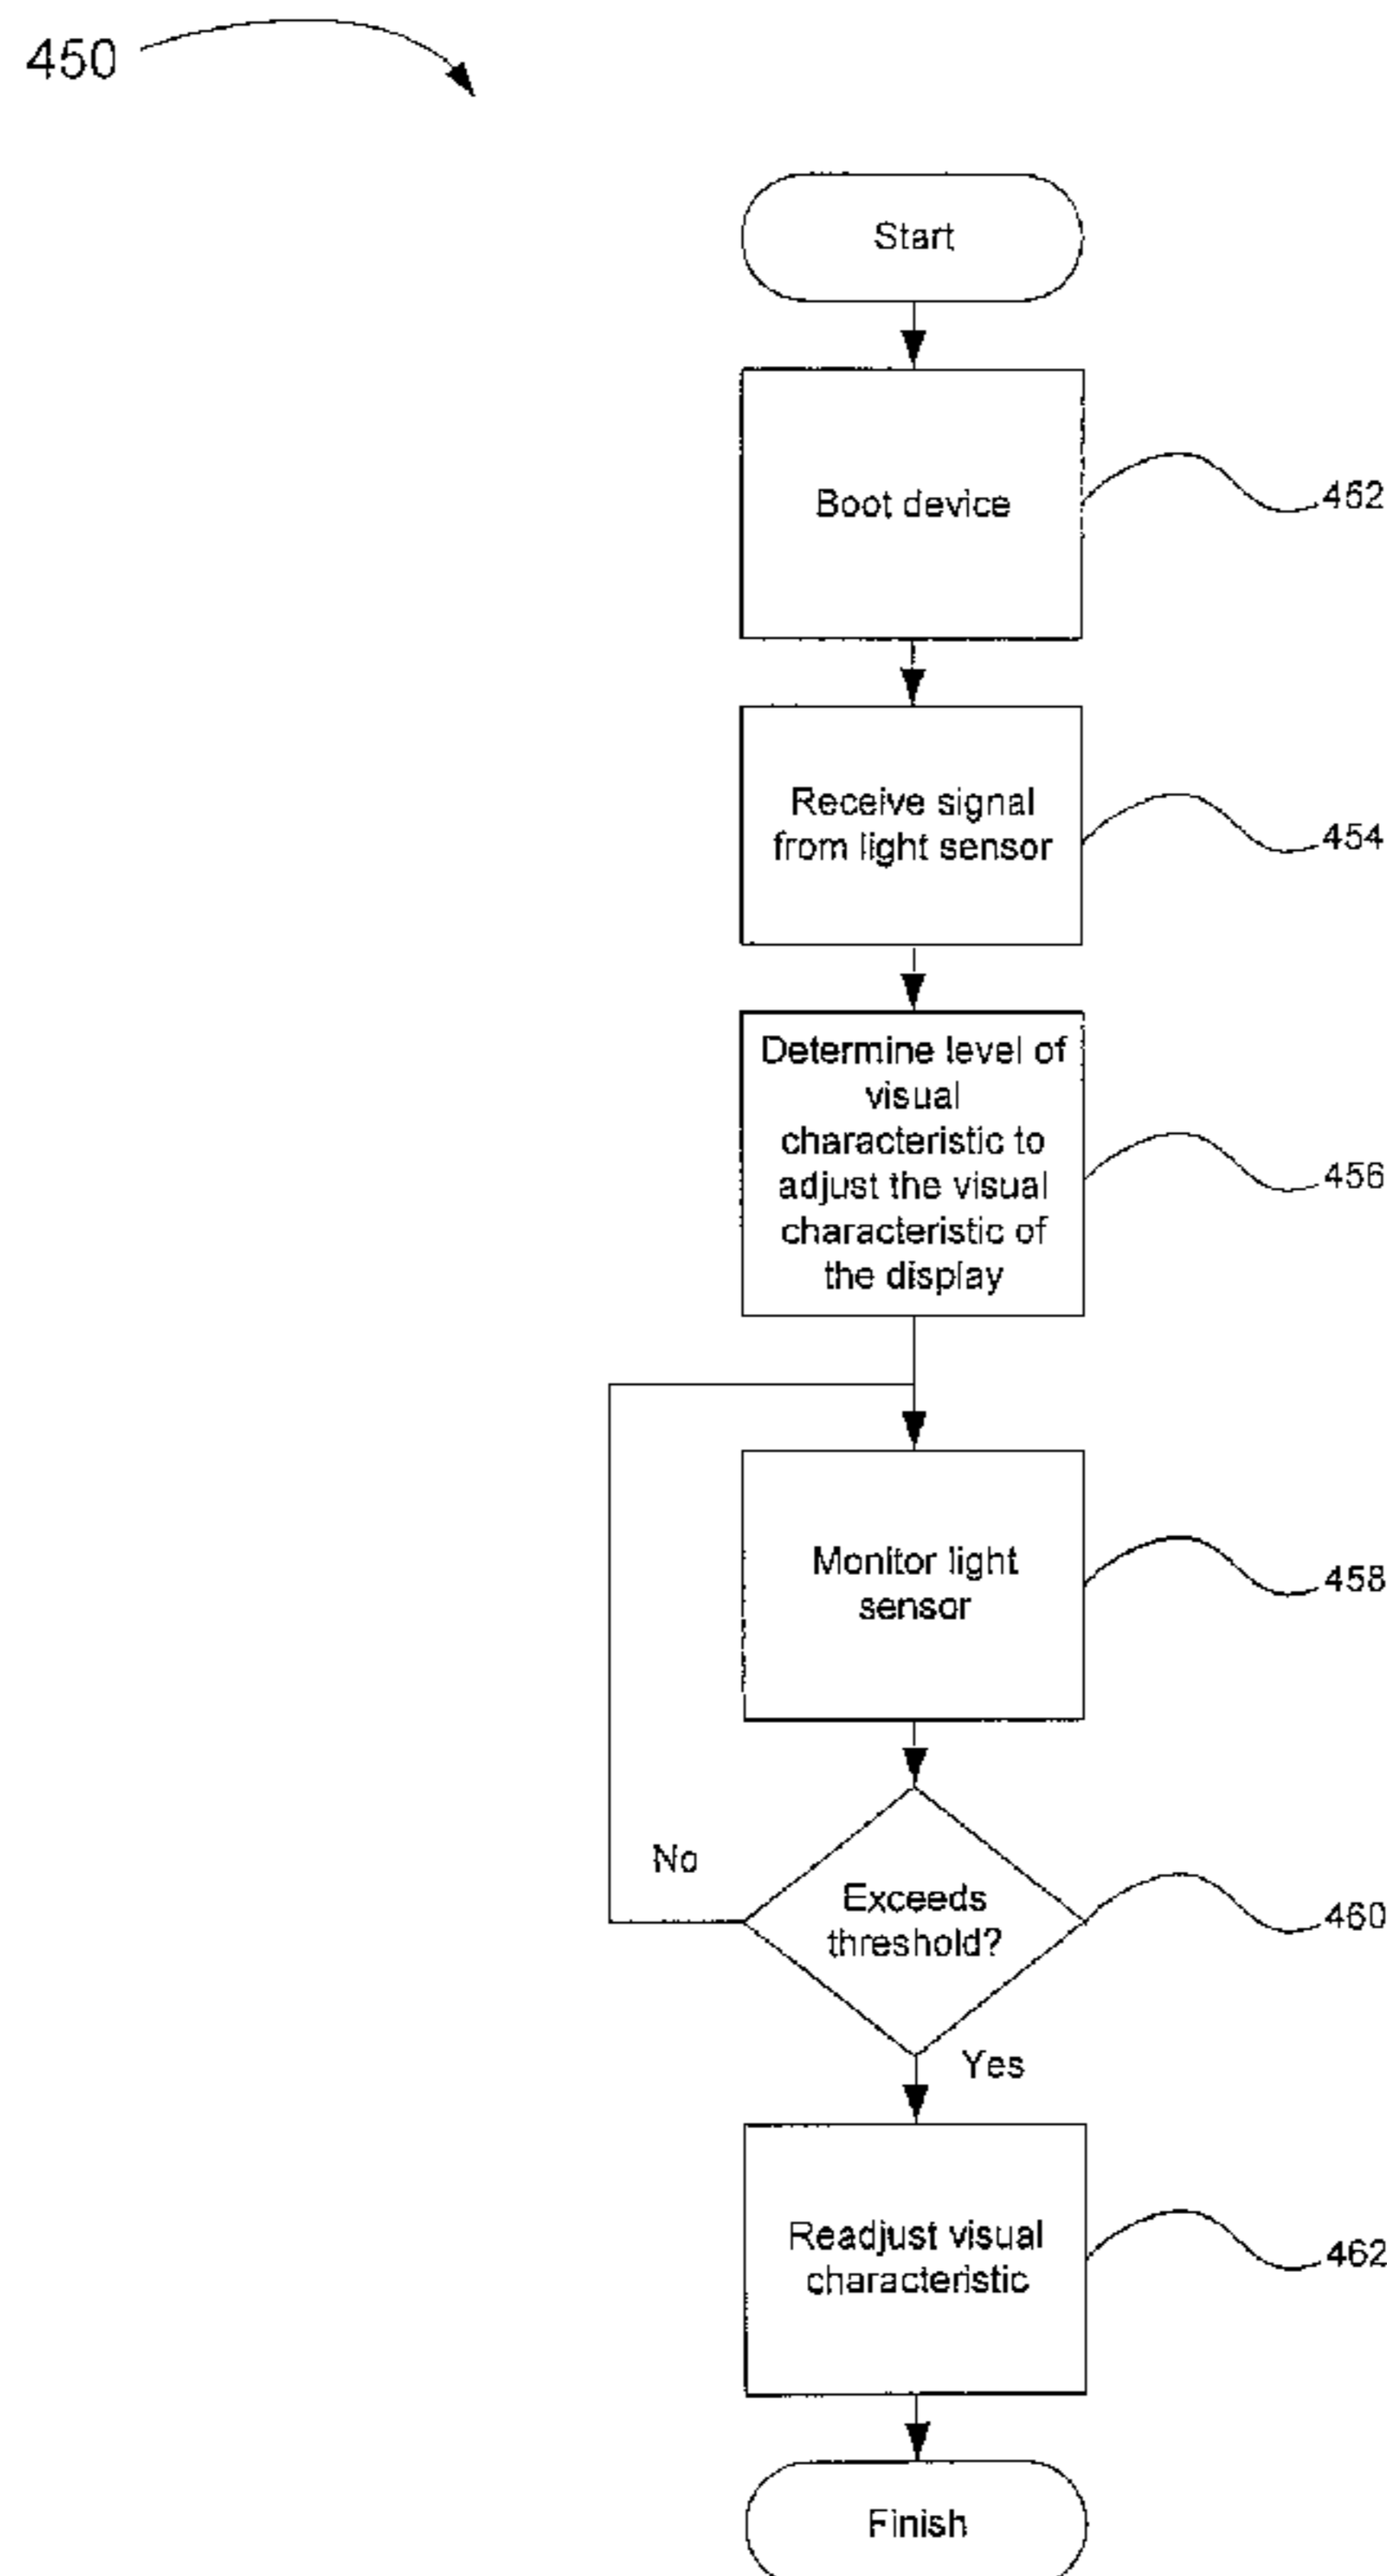 450
Start
Boot device
462
Receive signal
from light sensor
454
Determine level of
visual
characteristic to
adjust the visual
characteristic of
the display
456
Monitor light
sensor
458
No
Exceeds
threshold?
460
Yes
Readjust visual
characteristic
462
Finish